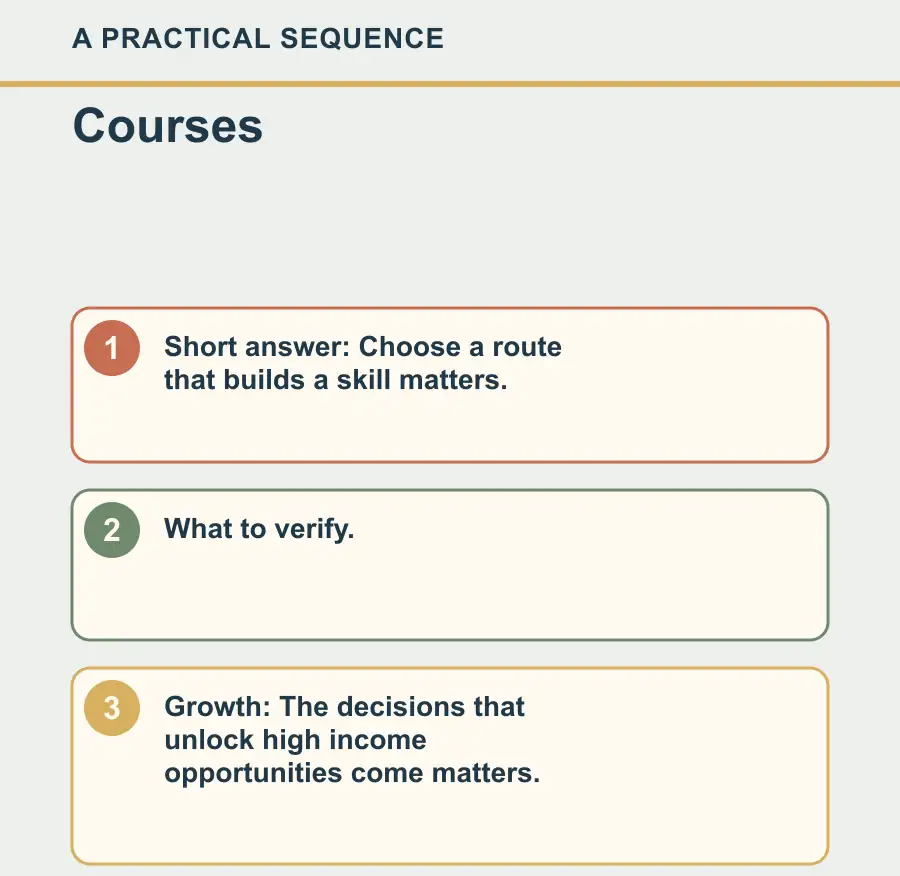 A PRACTICAL SEQUENCE
Courses
1
Short answer: Choose a route
that builds a skill matters.
2
What to verify.
3
Growth: The decisions that
unlock high income
opportunities come matters.